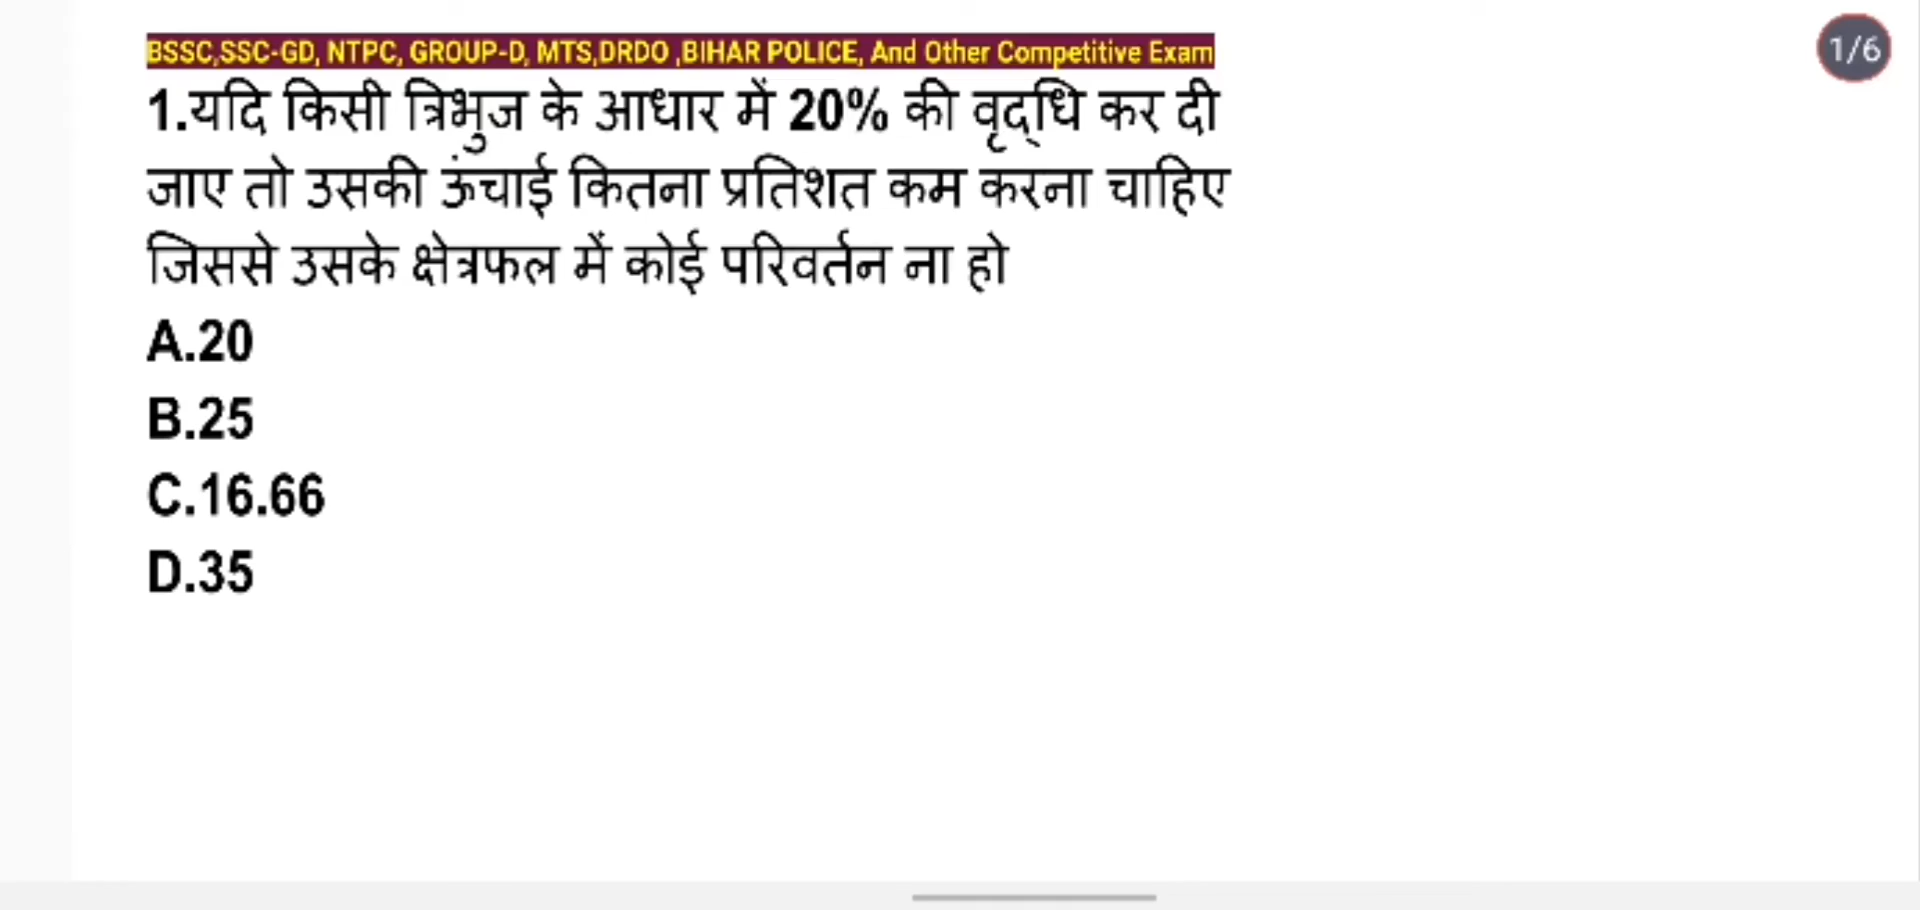 BSSC,SSC-GD, NTPC, GROUP-D, MTS,DRDO ,BIHAR POLICE, And Other Competitive Exam
1/6
1.यदि किसी त्रिभुज के आधार में 20% की वृद्धि कर दी
जाए तो उसकी ऊंचाई कितना प्रतिशत कम करना चाहिए
जिससे उसके क्षेत्रफल में कोई परिवर्तन ना हो
A.20
B.25
C.16.66
D.35